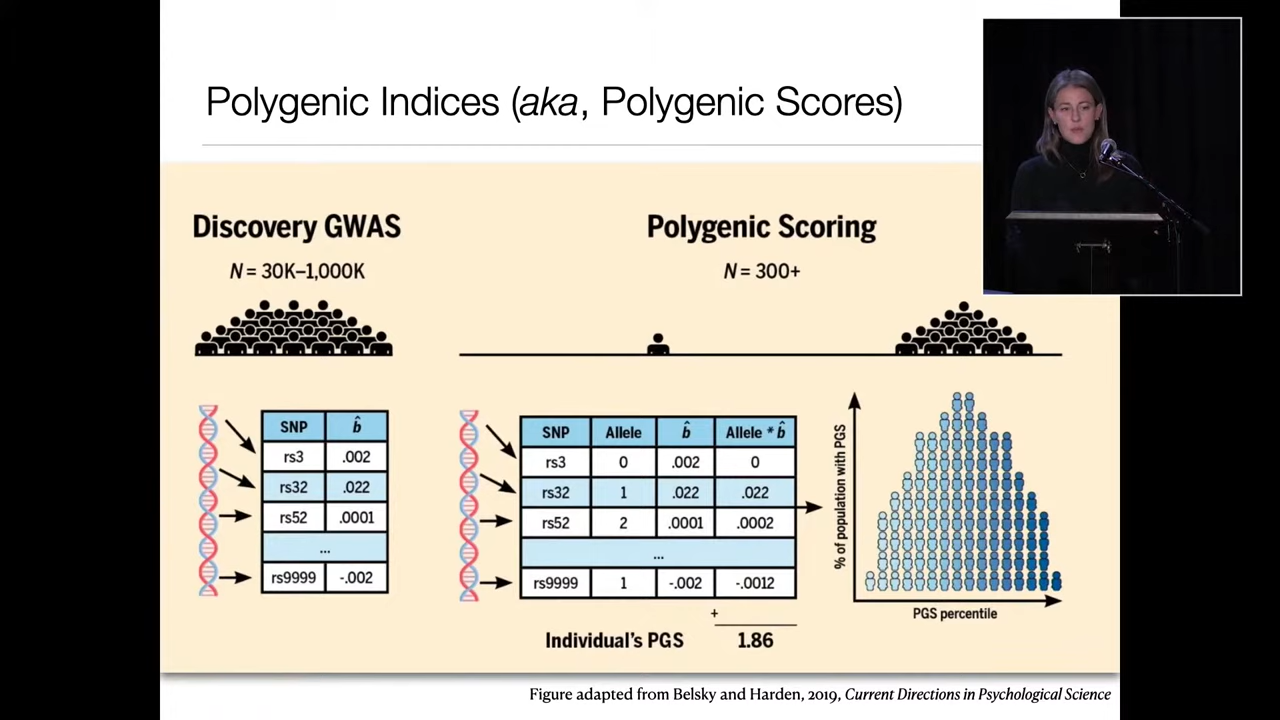 Polygenic Indices (aka, Polygenic Scores)
Discovery GWAS
N = 30K–1,000K
SNP b̂
rs3 .002
rs32 .022
rs52 .0001
...
rs9999 -.002
Polygenic Scoring
N = 300+
SNP Allele b̂ Allele * b̂
rs3 0 .002 0
rs32 1 .022 .022
rs52 2 .0001 .0002
...
rs9999 1 -.002 -.0012
+
Individual's PGS 1.86
% of population with PGS
PGS percentile
Figure adapted from Belsky and Harden, 2019, Current Directions in Psychological Science